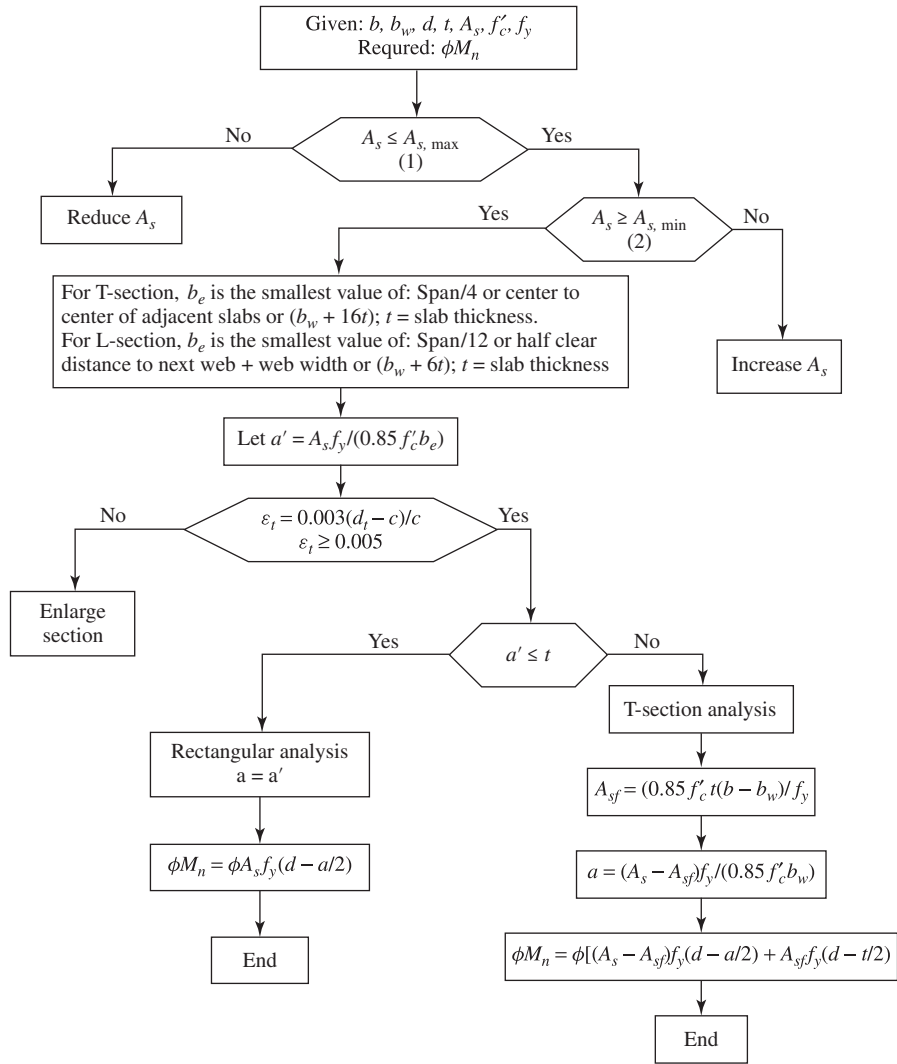 Given: b, b_w, d, t, A_s, f′_c, f_y
Requred: ϕM_n
A_s ≤ A_s, max
(1)
No
Yes
Reduce A_s
A_s ≥ A_s, min
(2)
Yes
No
For T-section, b_e is the smallest value of: Span/4 or center to
center of adjacent slabs or (b_w + 16t); t = slab thickness.
For L-section, b_e is the smallest value of: Span/12 or half clear
distance to next web + web width or (b_w + 6t); t = slab thickness
Increase A_s
Let a′ = A_s f_y/(0.85 f′_c b_e)
ε_t = 0.003(d_t − c)/c
ε_t ≥ 0.005
No
Yes
Enlarge
section
a′ ≤ t
Yes
No
Rectangular analysis
a = a′
ϕM_n = ϕA_s f_y(d − a/2)
End
T-section analysis
A_sf = (0.85 f′_c t(b − b_w)/f_y
a = (A_s − A_sf)f_y/(0.85 f′_c b_w)
ϕM_n = ϕ[(A_s − A_sf)f_y(d − a/2) + A_sf f_y(d − t/2)
End